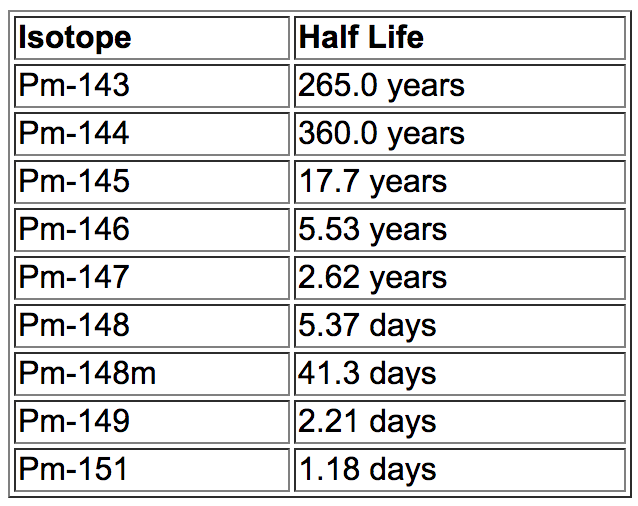 Isotope Half Life
Pm-143 265.0 years
Pm-144 360.0 years
Pm-145 17.7 years
Pm-146 5.53 years
Pm-147 2.62 years
Pm-148 5.37 days
Pm-148m 41.3 days
Pm-149 2.21 days
Pm-151 1.18 days